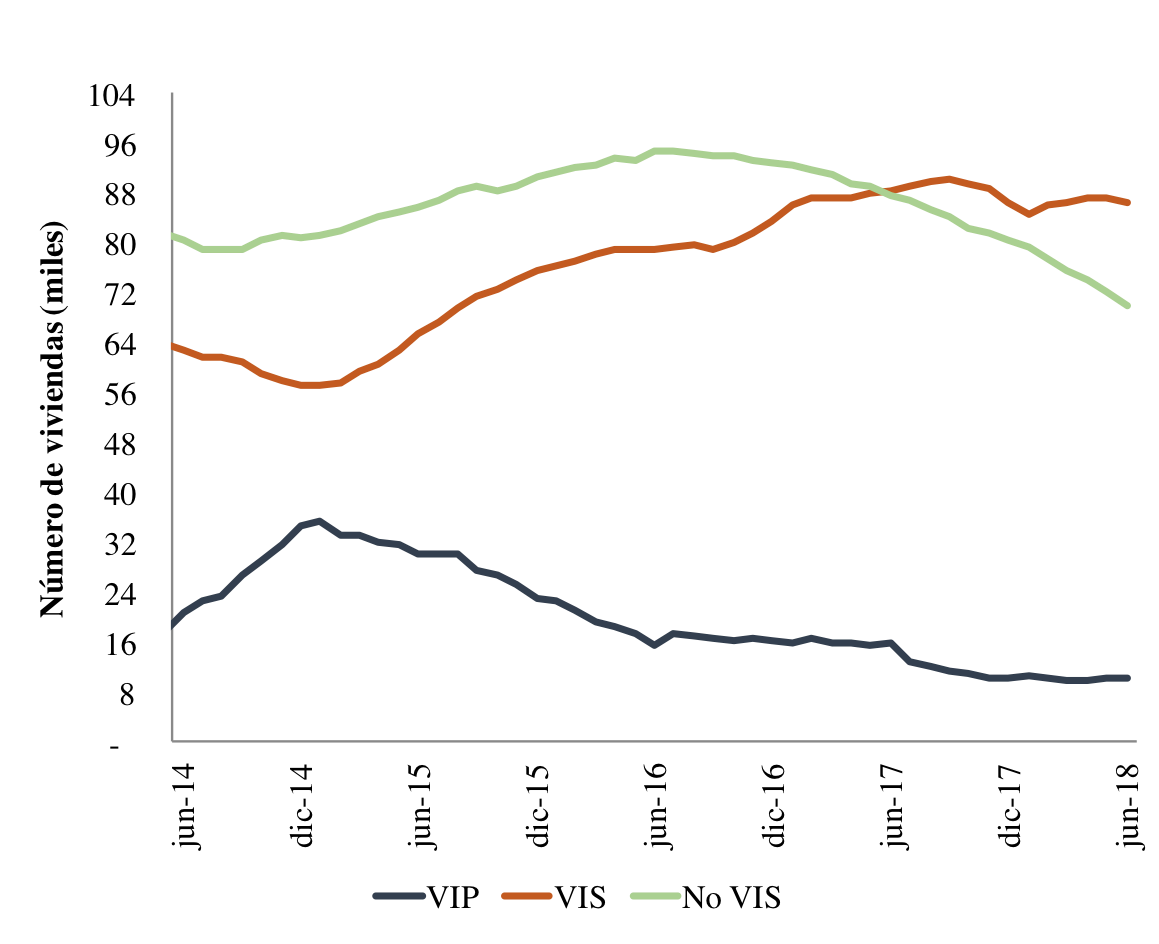 Número de viviendas (miles)
104
96
88
80
72
64
56
48
40
32
24
16
8
-
jun-14
dic-14
jun-15
dic-15
jun-16
dic-16
jun-17
dic-17
jun-18
VIP VIS No VIS